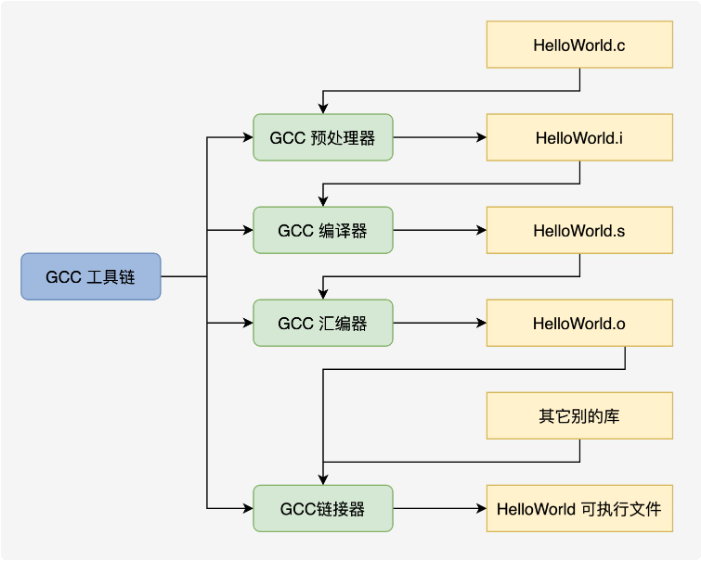 HelloWorld.c
GCC 预处理器
HelloWorld.i
GCC 编译器
HelloWorld.s
GCC 工具链
GCC 汇编器
HelloWorld.o
其它别的库
GCC链接器
HelloWorld 可执行文件